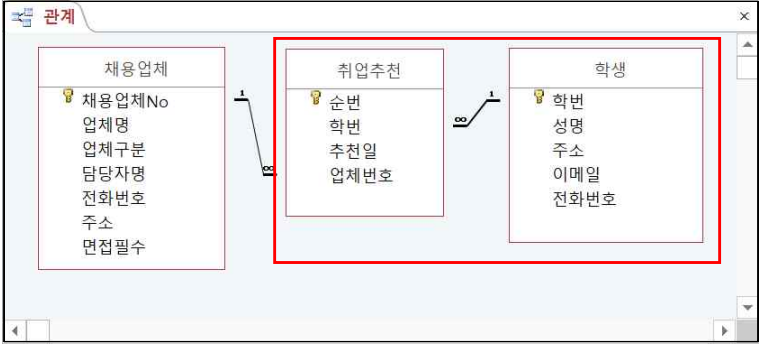 관계
채용업체
채용업체No
업체명
업체구분
담당자명
전화번호
주소
면접필수
1
∞
취업추천
순번
학번
추천일
업체번호
∞
1
학생
학번
성명
주소
이메일
전화번호